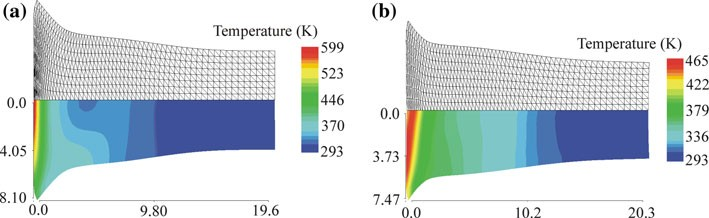 (a)
Temperature (K)
599
523
446
370
293
0.0
4.05
8.10
0.0 9.80 19.6
(b)
Temperature (K)
465
422
379
336
293
0.0
3.73
7.47
0.0 10.2 20.3